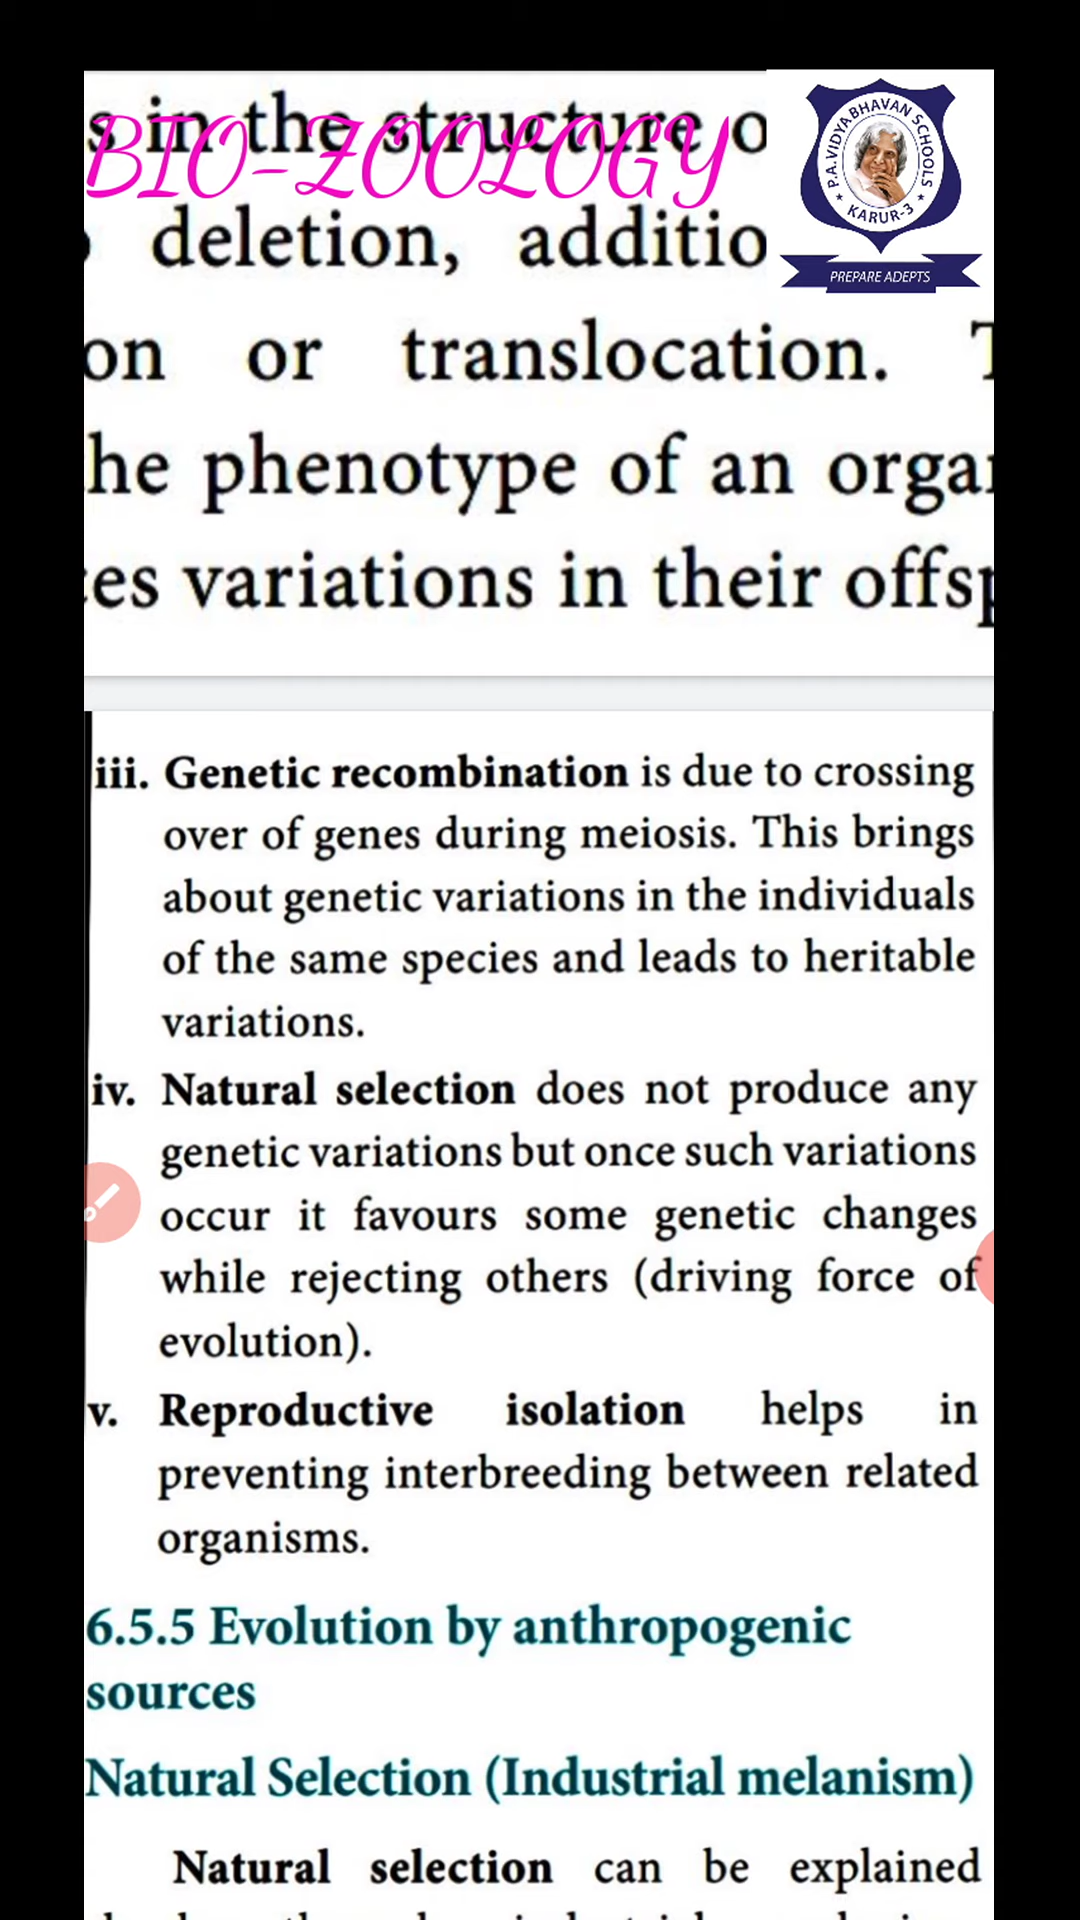 s in the structure o
BIO-ZOOLOGY
P.A.VIDYABHAVAN SCHOOLS
KARUR-3
PREPARE ADEPTS
deletion, additio
on or translocation. T
he phenotype of an orga
es variations in their offsp
iii. Genetic recombination is due to crossing
over of genes during meiosis. This brings
about genetic variations in the individuals
of the same species and leads to heritable
variations.
iv. Natural selection does not produce any
genetic variations but once such variations
occur it favours some genetic changes
while rejecting others (driving force of
evolution).
v. Reproductive isolation helps in
preventing interbreeding between related
organisms.
6.5.5 Evolution by anthropogenic
sources
Natural Selection (Industrial melanism)
Natural selection can be explained